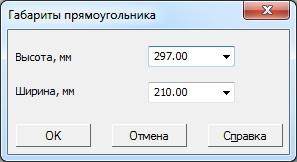 Габариты прямоугольника
Высота, мм 297.00
Ширина, мм 210.00
OK Отмена Справка